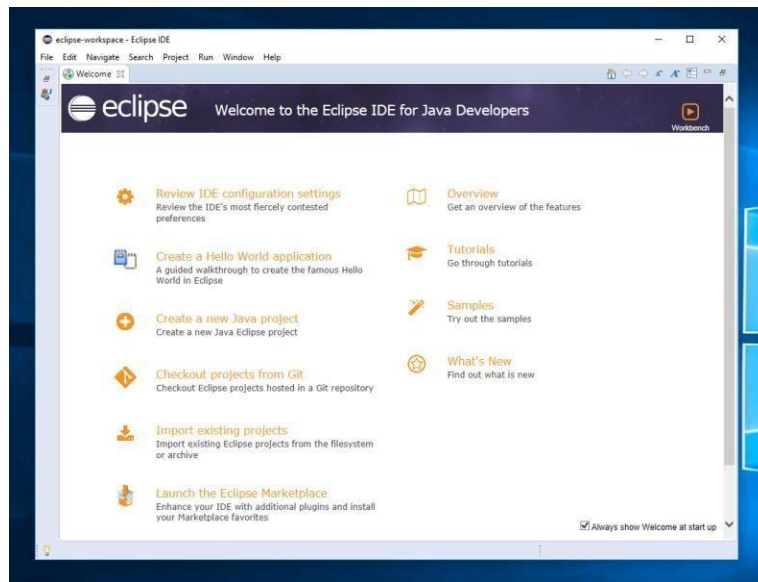 eclipse-workspace - Eclipse IDE
File Edit Navigate Search Project Run Window Help
Welcome
eclipse Welcome to the Eclipse IDE for Java Developers
Workbench
Review IDE configuration settings
Review the IDE's most fiercely contested
preferences
Create a Hello World application
A guided walkthrough to create the famous Hello
World in Eclipse
Create a new Java project
Create a new Java Eclipse project
Checkout projects from Git
Checkout Eclipse projects hosted in a Git repository
Import existing projects
Import existing Eclipse projects from the filesystem
or archive
Launch the Eclipse Marketplace
Enhance your IDE with additional plugins and install
your Marketplace favorites
Overview
Get an overview of the features
Tutorials
Go through tutorials
Samples
Try out the samples
What's New
Find out what is new
Always show Welcome at start up